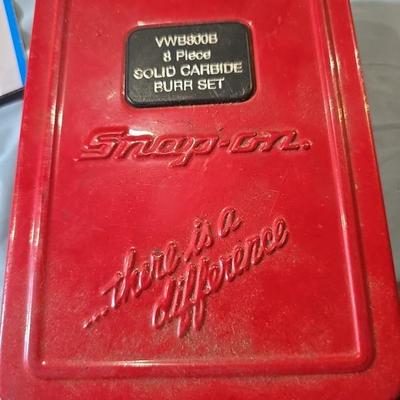 VWB800B
8 Piece
SOLID CARBIDE
BURR SET
Snap-on.
...there is a
difference